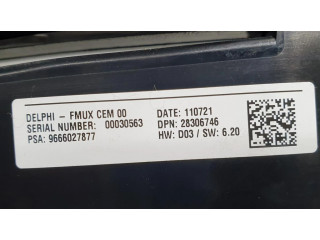 DELPHI - FMUX CEM 00
SERIAL NUMBER: 00030563
PSA: 9666027877
DATE: 110721
DPN: 28306746
HW: D03 / SW: 6.20